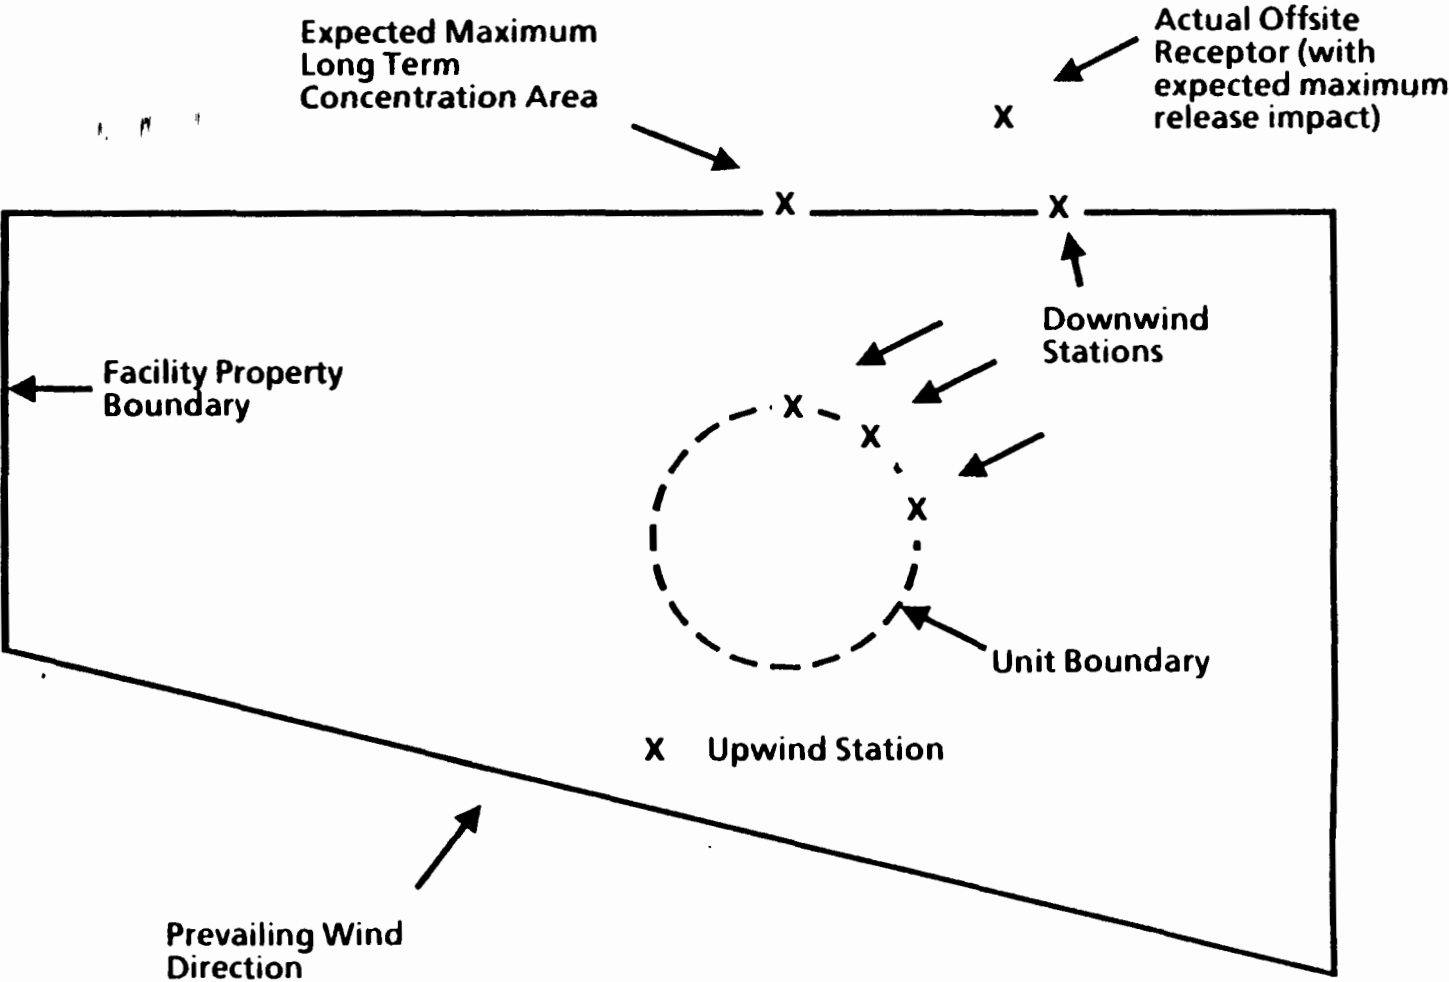 Expected Maximum
Long Term
Concentration Area
Actual Offsite
Receptor (with
expected maximum
release impact)
X
X
X
Downwind
Stations
Facility Property
Boundary
X
X
X
Unit Boundary
X Upwind Station
Prevailing Wind
Direction